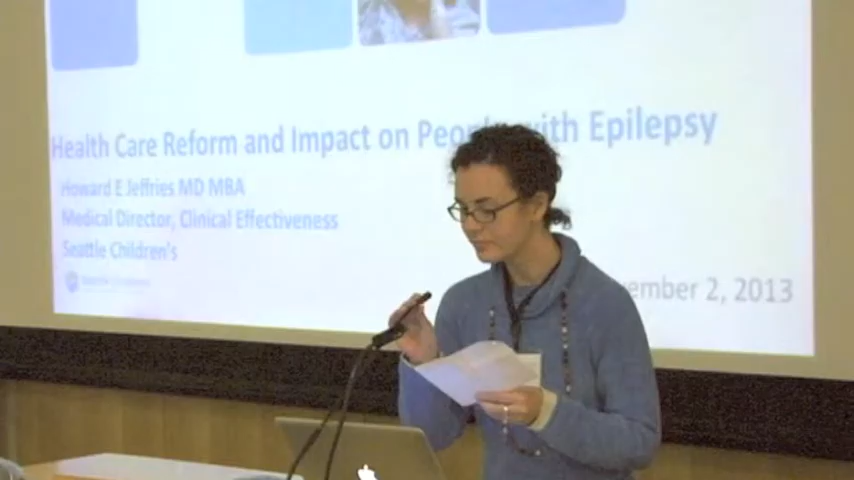 Health Care Reform and Impact on People with Epilepsy
Howard E Jeffries MD MBA
Medical Director, Clinical Effectiveness
Seattle Children's
ember 2, 2013